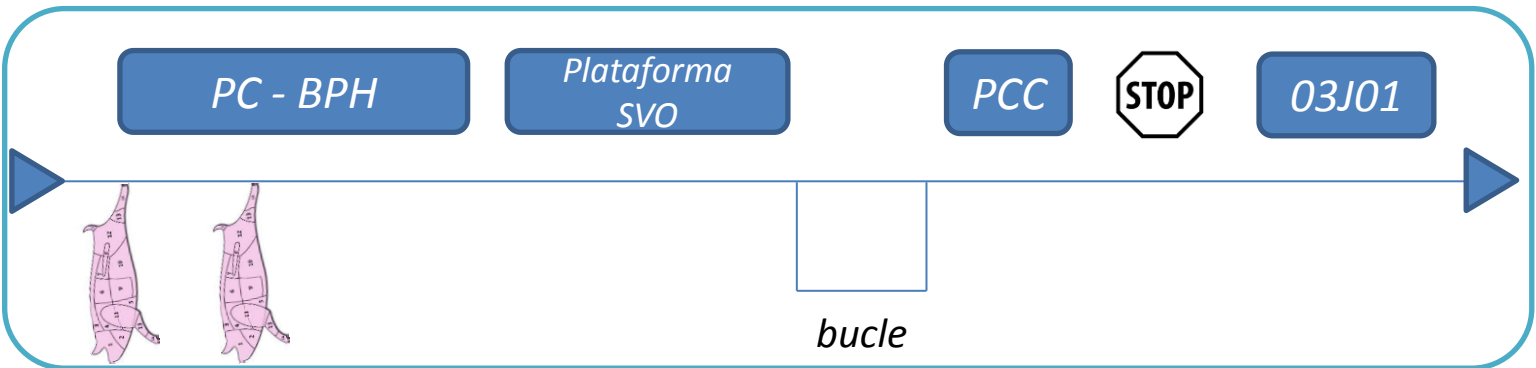 PC - BPH
Plataforma
SVO
PCC
STOP
03J01
bucle